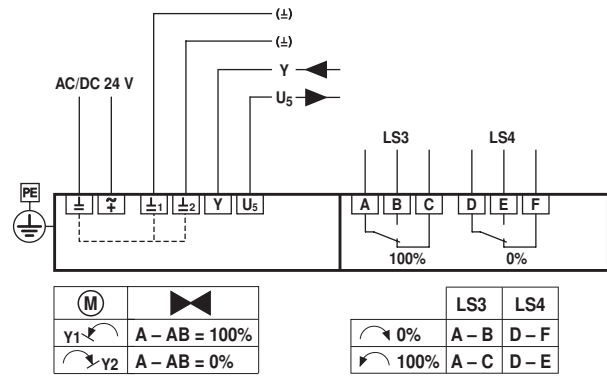 (⊥)
(⊥)
Y
U5
AC/DC 24 V
LS3 LS4
PE
⊥ ~+ ⊥1 ⊥2 Y U5 A B C D E F
100% 0%
M
Y1 A – AB = 100%
Y2 A – AB = 0%
LS3 LS4
0% A – B D – F
100% A – C D – E